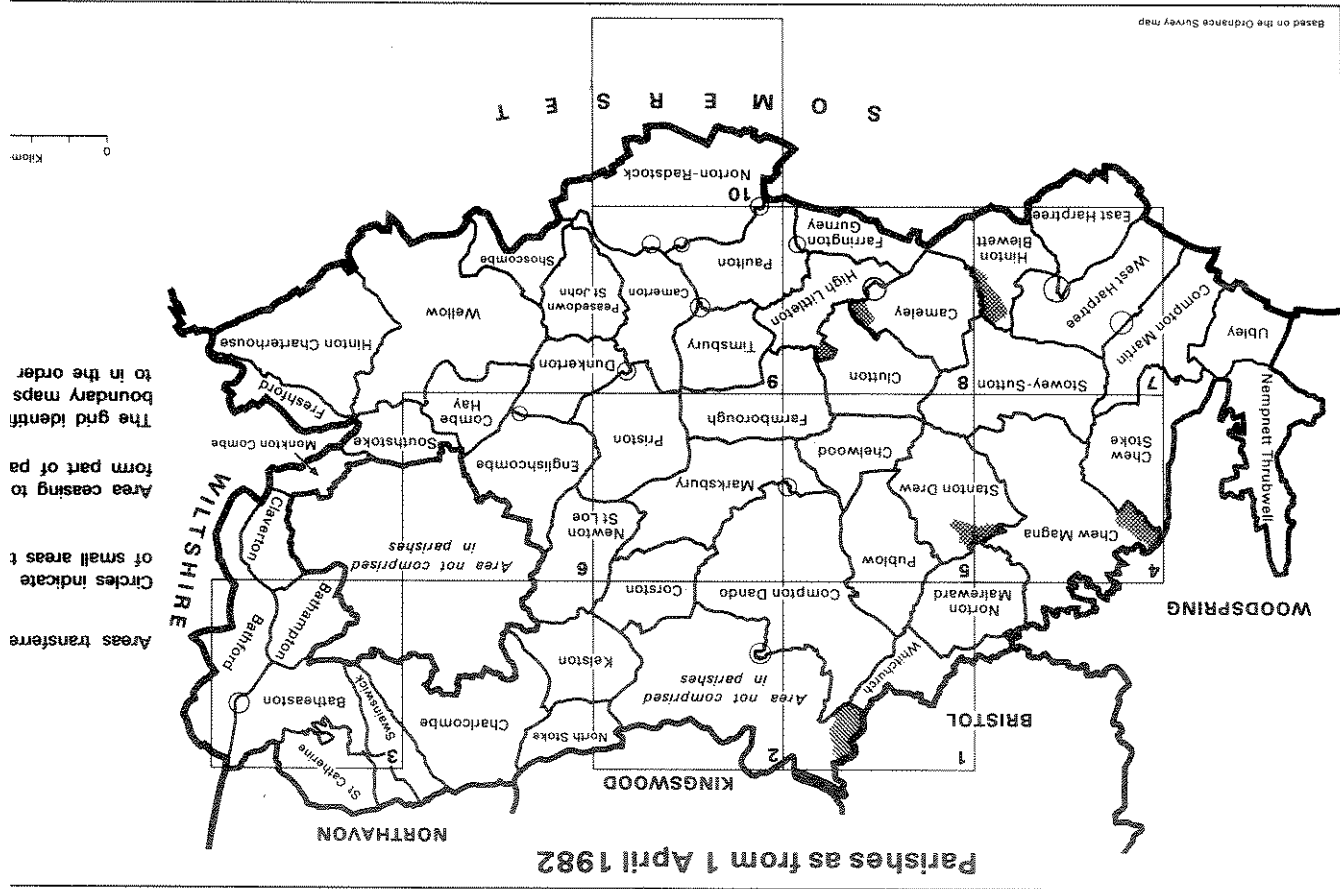 Parishes as from 1 April 1982
NORTHAVON
KINGSWOOD
BRISTOL
WOODSPRING
WILTSHIRE
SOMERSET
1
2
3
4
5
6
7
8
9
10
St Catherine
Swainswick
Batheaston
Charlcombe
North Stoke
Kelston
Area not comprised
in parishes
Whitchurch
Bathford
Bathampton
Claverton
Corston
Compton Dando
Publow
Norton
Malreward
Area not comprised
in parishes
Newton
St Loe
Marksbury
Stanton Drew
Chew Magna
Monkton Combe
Southstoke
Englishcombe
Priston
Farmborough
Chelwood
Chew
Stoke
Nempnett Thrubwell
Freshford
Hinton Charterhouse
Combe
Hay
Dunkerton
Timsbury
Clutton
Stowey-Sutton
Ubley
Wellow
Peasedown
St John
Camerton
High Littleton
Cameley
Compton Martin
West Harptree
Shoscombe
Paulton
Farrington
Gurney
Hinton
Blewett
East Harptree
Norton-Radstock
Areas transferre
Circles indicate
of small areas t
Area ceasing to
form part of pa
The grid identifi
boundary maps
to in the order
0
Kilom
Based on the Ordnance Survey map